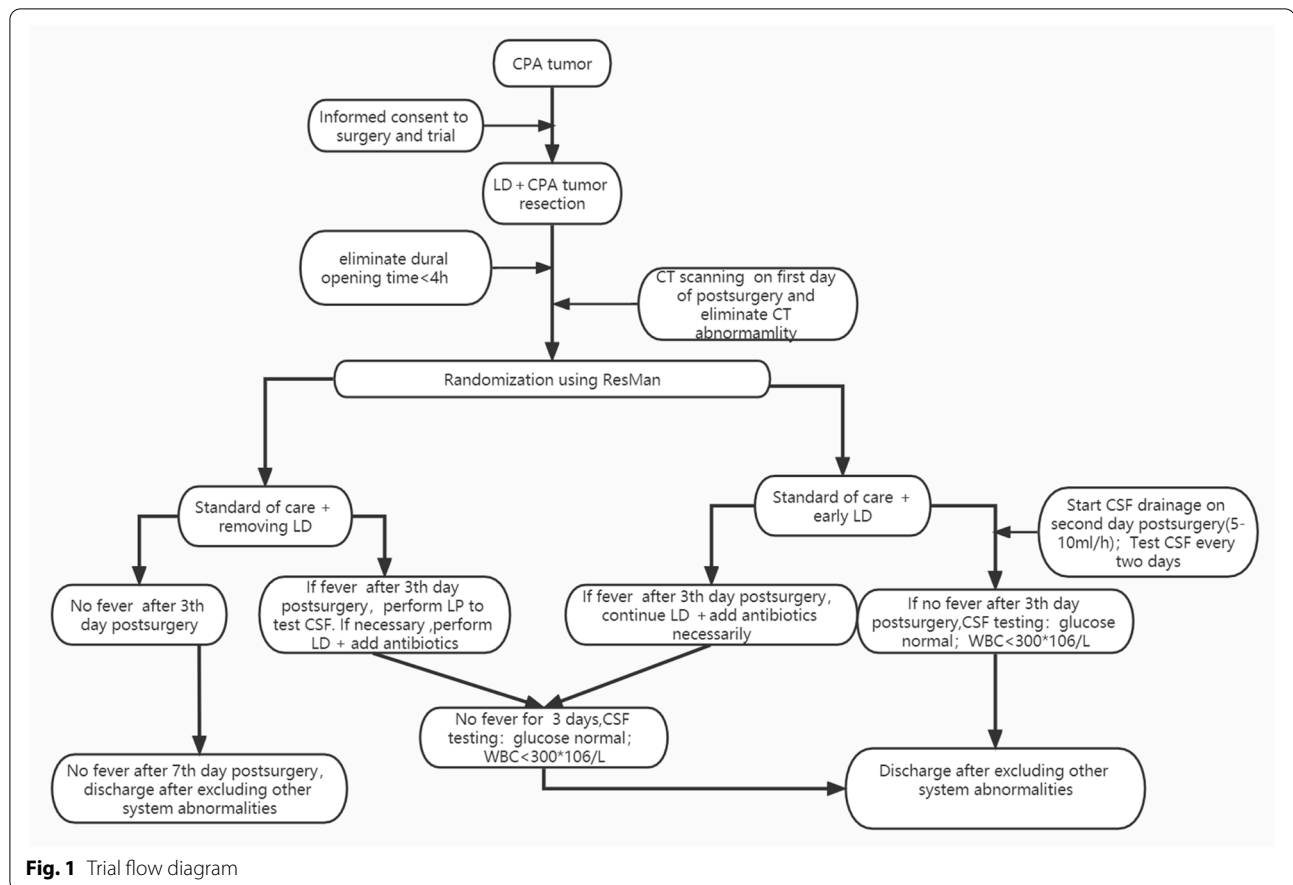 CPA tumor
Informed consent to
surgery and trial
LD + CPA tumor
resection
eliminate dural
opening time<4h
CT scanning on first day
of postsurgery and
eliminate CT
abnormamlity
Randomization using ResMan
Standard of care +
removing LD
Standard of care +
early LD
Start CSF drainage on
second day postsurgery(5-
10ml/h); Test CSF every
two days
No fever after 3th
day postsurgery
If fever after 3th day
postsurgery, perform LP to
test CSF. If necessary ,perform
LD + add antibiotics
If fever after 3th day postsurgery,
continue LD + add antibiotics
necessarily
If no fever after 3th day
postsurgery,CSF testing: glucose
normal; WBC<300*106/L
No fever for 3 days,CSF
testing: glucose normal;
WBC<300*106/L
No fever after 7th day postsurgery,
discharge after excluding other
system abnormalities
Discharge after excluding other
system abnormalities
Fig. 1 Trial flow diagram